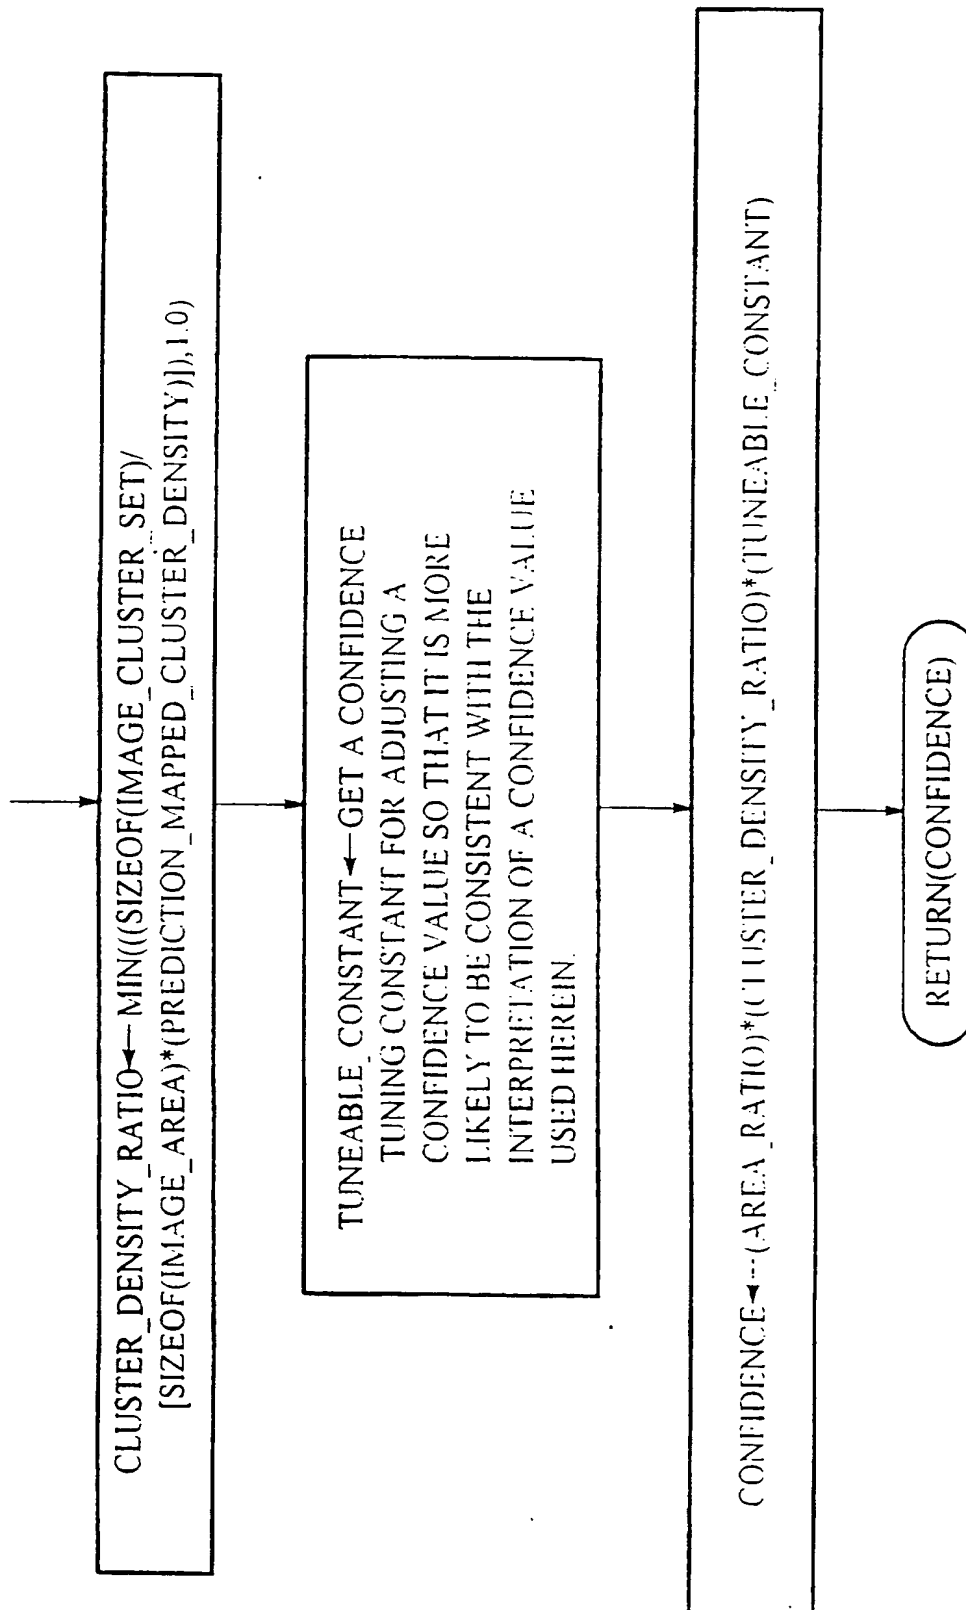 CLUSTER_DENSITY_RATIO←MIN(((SIZEOF(IMAGE_CLUSTER_SET)/
[SIZEOF(IMAGE_AREA)*(PREDICTION_MAPPED_CLUSTER_DENSITY)]),1.0)
TUNEABLE_CONSTANT←GET A CONFIDENCE
TUNING CONSTANT FOR ADJUSTING A
CONFIDENCE VALUE SO THAT IT IS MORE
LIKELY TO BE CONSISTENT WITH THE
INTERPRETATION OF A CONFIDENCE VALUE
USED HEREIN.
CONFIDENCE←(AREA_RATIO)*(CLUSTER_DENSITY_RATIO)*(TUNEABLE_CONSTANT)
RETURN(CONFIDENCE)